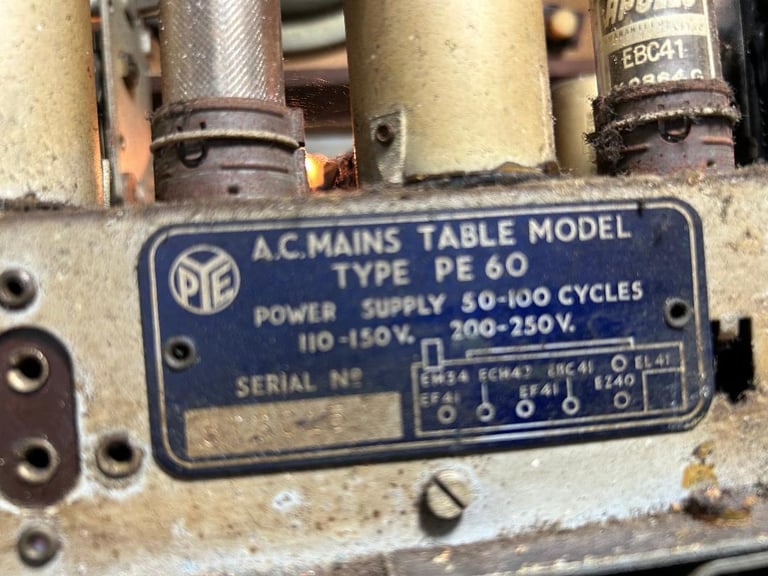 APOLLO
EBC41
PYE
A.C. MAINS TABLE MODEL
TYPE PE 60
POWER SUPPLY 50-100 CYCLES
110-150V. 200-250V.
SERIAL Nº
EM34 ECH42 EBC41 EL41
EF41 EF41 EZ40